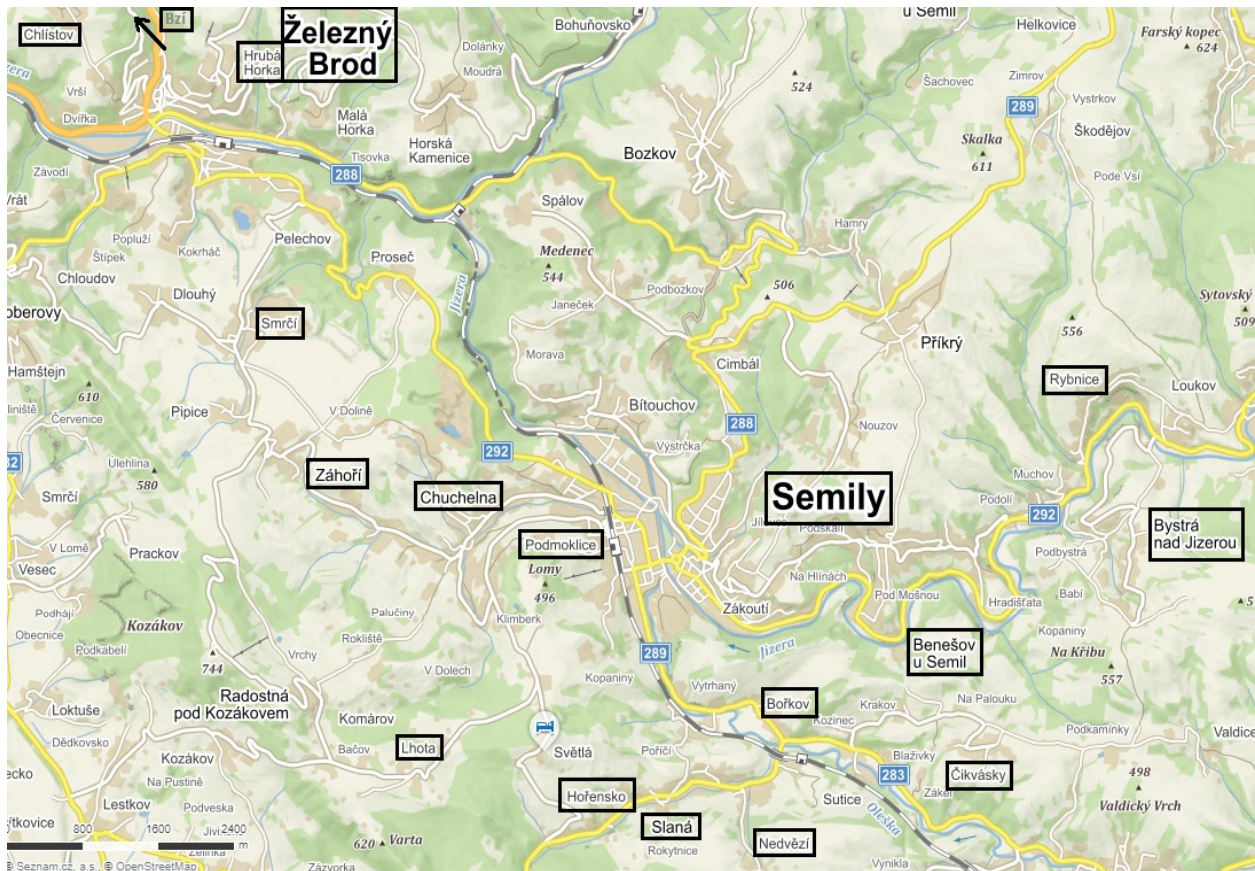 Bzí
Železný
Brod
Chlístov
Hrubá
Horka
Dolánky
Moudrá
Bohuňovsko
u Semil
Helkovice
Farský kopec
624
524
Šachovec
Zimrov
289
Vystrkov
Škodějov
Jizera
Vrší
Dvířka
Malá
Horka
Tisovka
288
Horská
Kamenice
Bozkov
Skalka
611
Pode Vsí
Závodí
Vrát
Popluží
Štípek
Kokrháč
Pelechov
Proseč
Spálov
Medenec
544
Hamry
Chloudov
Dlouhý
Jizera
Janeček
Podbozkov
506
Sytovský
509
oberovy
Smrčí
556
Příkrý
Hamštejn
610
Morava
Cimbál
Rybnice
Loukov
Červenice
Pipice
V Dolině
Bítouchov
288
Nouzov
Výstrčka
292
Úlehlina
580
Záhoří
Chuchelna
Semily
Muchov
Podolí
292
Smrčí
Podskalí
Bystrá
nad Jizerou
V Lomě
Prackov
Podmoklice
Podbystrá
Vesec
Lomy
496
Na Hlínách
Pod Mošnou
Babí
Hradišťata
Podhájí
Obecnice
Podkabelí
Kozákov
744
Palučiny
Klimberk
Zákoutí
Kopaniny
Rokliště
Vrchy
Jizera
Benešov
u Semil
Na Křibu
557
289
V Dolech
Kopaniny
Vytrhaný
Radostná
pod Kozákovem
Bořkov
Krakov
Na Palouku
Loktuše
Komárov
Kozinec
Podkamínky
Valdice
Dědkovsko
Kozákov
Bačov
Lhota
Světlá
Poříčí
Blaživky
283
Čikvásky
498
Na Pustině
Hořensko
Sutice
Zákeř
Valdický Vrch
Lestkov
Podveska
Slaná
Oleška
800
1600
2400
m
620
Varta
Rokytnice
Nedvězí
Zázvorka
Vynikla
© Seznam.cz, a.s., © OpenStreetMap